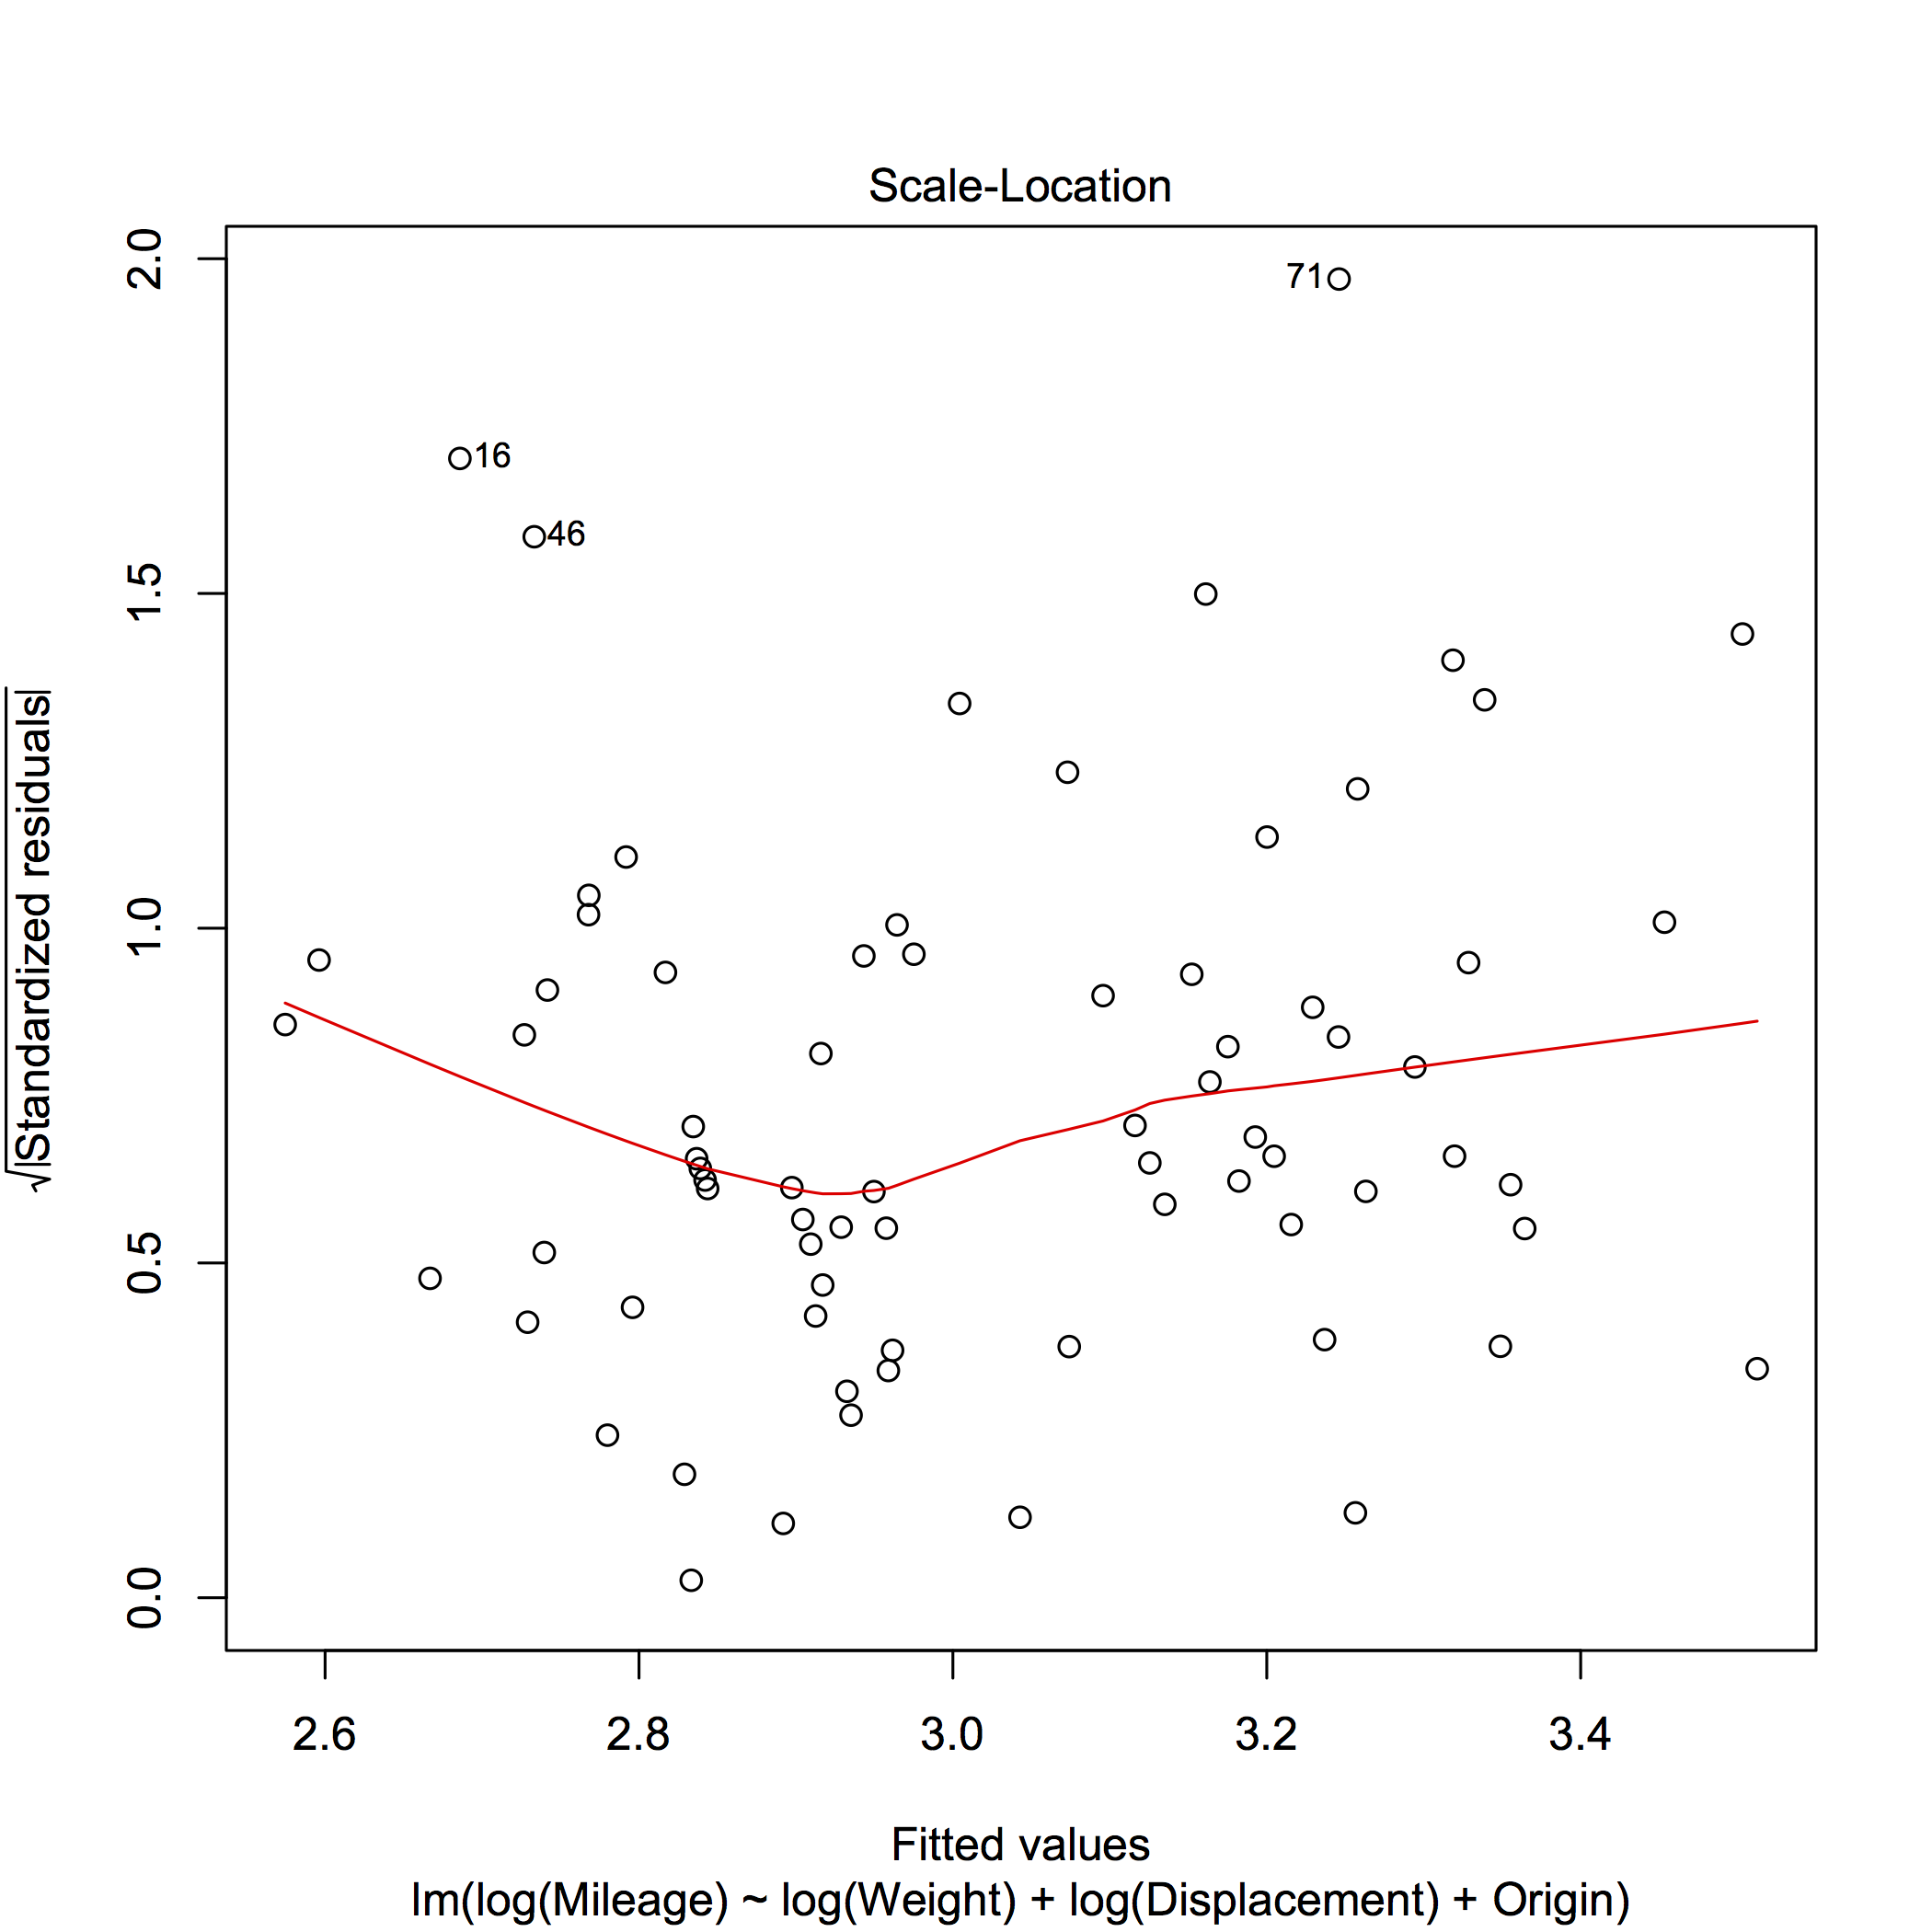 Scale-Location
2.0
1.5
1.0
0.5
0.0
√|Standardized residuals|
71
16
46
2.6 2.8 3.0 3.2 3.4
Fitted values
lm(log(Mileage) ~ log(Weight) + log(Displacement) + Origin)